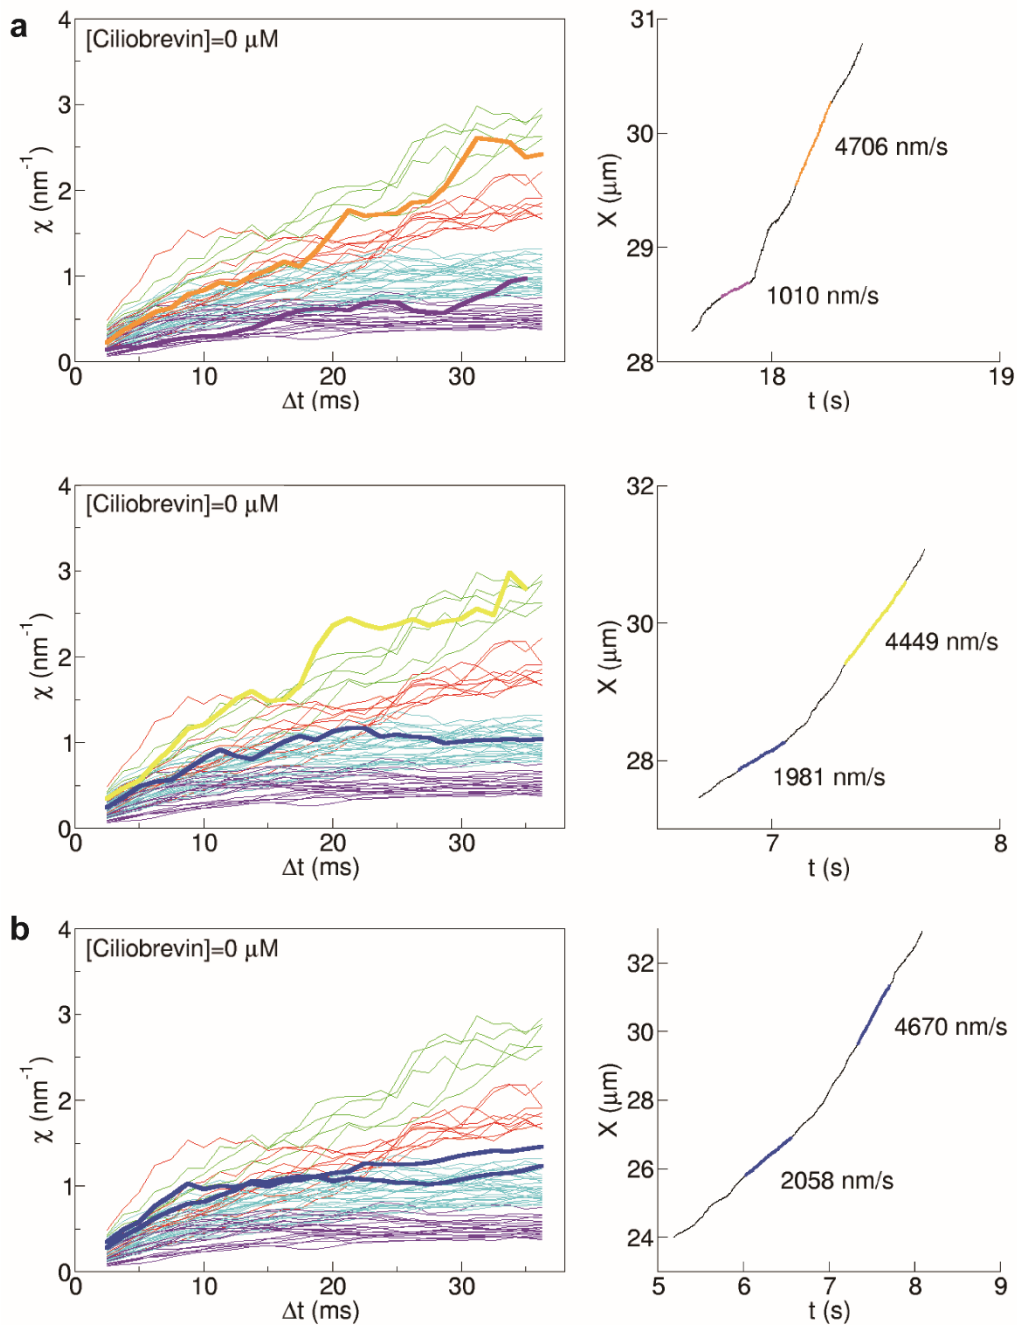 a
[Ciliobrevin]=0 μM
4
3
2
1
0
χ (nm⁻¹)
0 10 20 30
Δt (ms)
31
30
29
28
X (μm)
4706 nm/s
1010 nm/s
18 19
t (s)
[Ciliobrevin]=0 μM
4
3
2
1
0
χ (nm⁻¹)
0 10 20 30
Δt (ms)
32
30
28
X (μm)
4449 nm/s
1981 nm/s
7 8
t (s)
b
[Ciliobrevin]=0 μM
4
3
2
1
0
χ (nm⁻¹)
0 10 20 30
Δt (ms)
32
30
28
26
24
X (μm)
4670 nm/s
2058 nm/s
5 6 7 8 9
t (s)